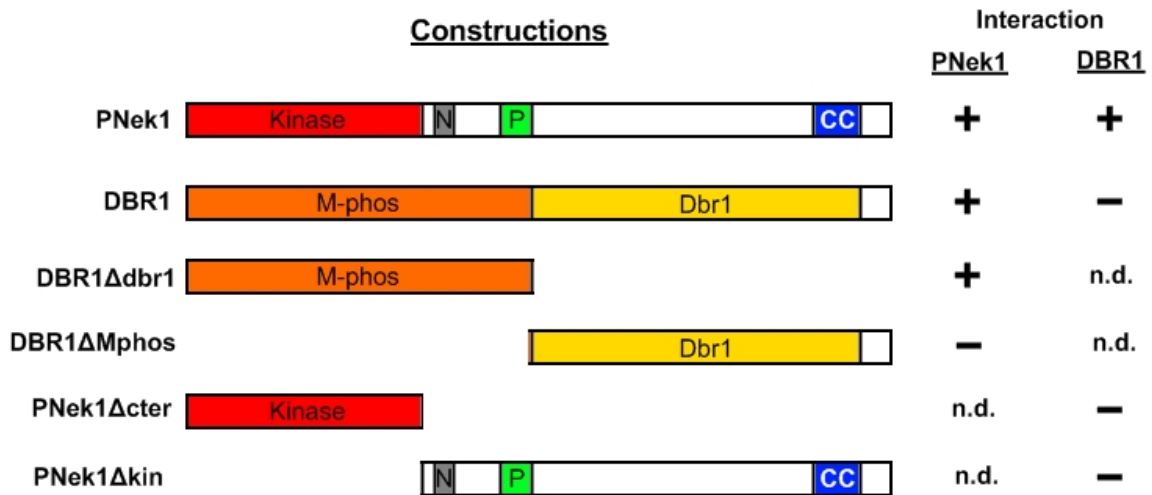 Constructions
Interaction
PNek1 DBR1
PNek1 Kinase N P CC + +
DBR1 M-phos Dbr1 + −
DBR1Δdbr1 M-phos + n.d.
DBR1ΔMphos Dbr1 − n.d.
PNek1Δcter Kinase n.d. −
PNek1Δkin N P CC n.d. −